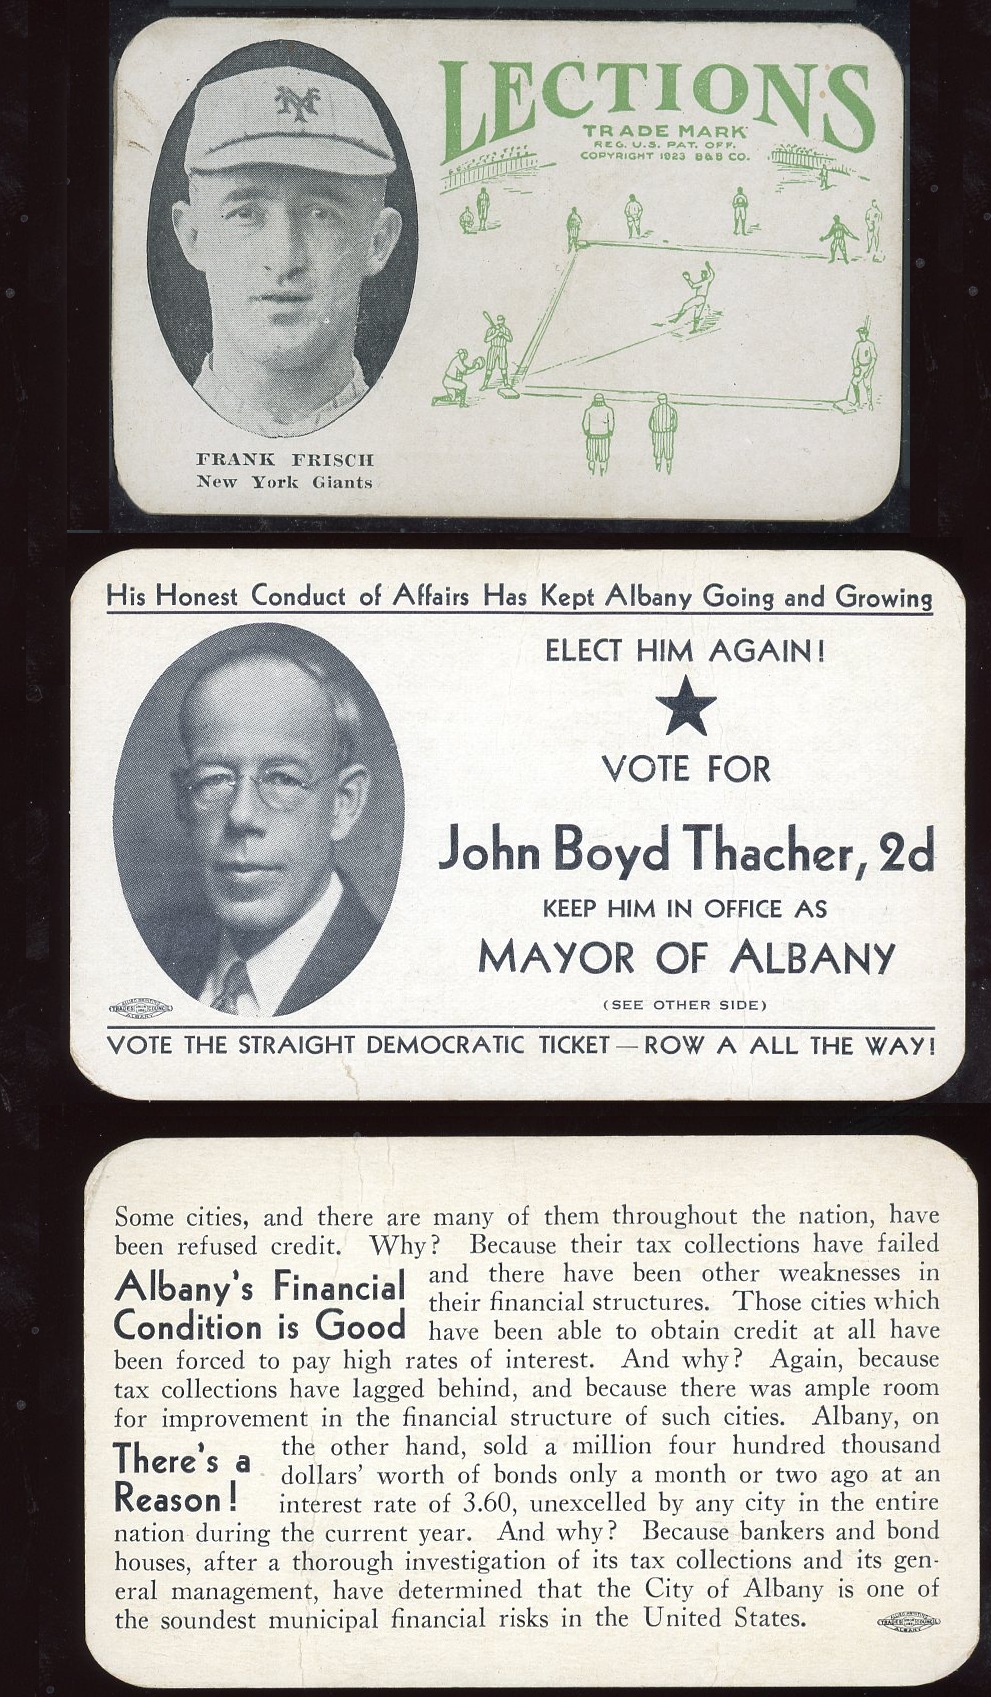 NY
LECTIONS
TRADE MARK
REG. U.S. PAT. OFF.
COPYRIGHT 1923 B&B CO.
FRANK FRISCH
New York Giants
His Honest Conduct of Affairs Has Kept Albany Going and Growing
ELECT HIM AGAIN!
VOTE FOR
John Boyd Thacher, 2d
KEEP HIM IN OFFICE AS
MAYOR OF ALBANY
(SEE OTHER SIDE)
TRADES COUNCIL
ALBANY
VOTE THE STRAIGHT DEMOCRATIC TICKET — ROW A ALL THE WAY!
Some cities, and there are many of them throughout the nation, have
been refused credit. Why? Because their tax collections have failed
Albany's Financial
Condition is Good
and there have been other weaknesses in
their financial structures. Those cities which
have been able to obtain credit at all have
been forced to pay high rates of interest. And why? Again, because
tax collections have lagged behind, and because there was ample room
for improvement in the financial structure of such cities. Albany, on
There's a
Reason!
the other hand, sold a million four hundred thousand
dollars' worth of bonds only a month or two ago at an
interest rate of 3.60, unexcelled by any city in the entire
nation during the current year. And why? Because bankers and bond
houses, after a thorough investigation of its tax collections and its gen-
eral management, have determined that the City of Albany is one of
the soundest municipal financial risks in the United States.
TRADES COUNCIL
ALBANY